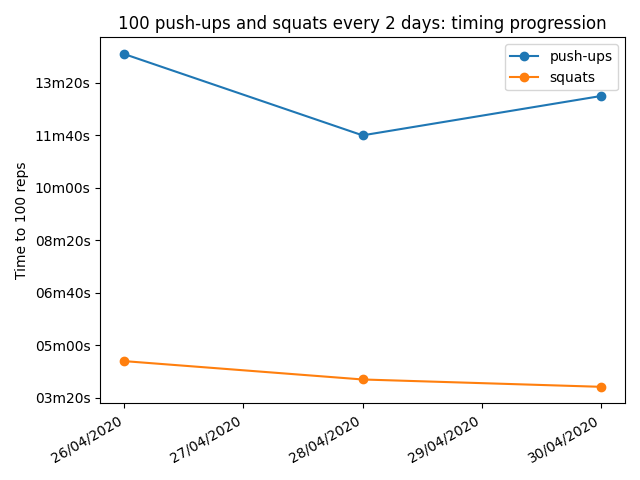 100 push-ups and squats every 2 days: timing progression
push-ups
squats
Time to 100 reps
13m20s
11m40s
10m00s
08m20s
06m40s
05m00s
03m20s
26/04/2020
27/04/2020
28/04/2020
29/04/2020
30/04/2020